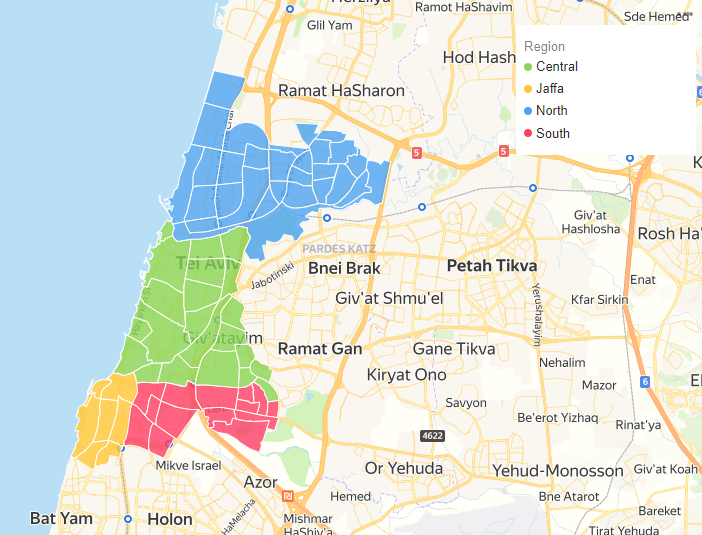 Herzliya
Ramot HaShavim
Sde Hemed
Glil Yam
Hod Hash
Region
Central
Jaffa
North
South
Ramat HaSharon
5
5
6
K
Giv'at
Hashlosha
Rosh Ha'
PARDES KATZ
Tel Aviv
Jabotinski
Bnei Brak
Petah Tikva
Enat
Giv'at Shmu'el
Kfar Sirkin
Yerushalayim
Giv'atayim
Ramat Gan
Gane Tikva
Nehalim
Kiryat Ono
Mazor
6
El
Savyon
Be'erot Yizhaq
Rinat'ya
4622
Mikve Israel
Or Yehuda
Yehud-Monosson
Giv'at Koah
Azor
Hemed
Bne Atarot
Bareket
Bat Yam
Holon
HaMelacha
Mishmar
HaShiv'a
Tirat Yehuda